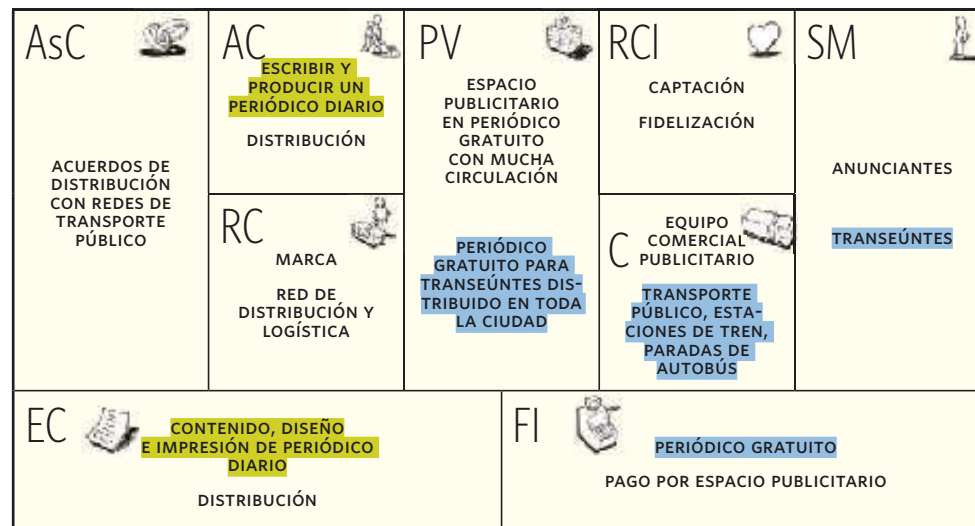 AsC
ACUERDOS DE
DISTRIBUCIÓN
CON REDES DE
TRANSPORTE
PÚBLICO
AC
ESCRIBIR Y
PRODUCIR UN
PERIÓDICO DIARIO
DISTRIBUCIÓN
RC
MARCA
RED DE
DISTRIBUCIÓN Y
LOGÍSTICA
PV
ESPACIO
PUBLICITARIO
EN PERIÓDICO
GRATUITO
CON MUCHA
CIRCULACIÓN
PERIÓDICO
GRATUITO PARA
TRANSEÚNTES DIS-
TRIBUIDO EN TODA
LA CIUDAD
RCl
CAPTACIÓN
FIDELIZACIÓN
C
EQUIPO
COMERCIAL
PUBLICITARIO
TRANSPORTE
PÚBLICO, ESTA-
CIONES DE TREN,
PARADAS DE
AUTOBÚS
SM
ANUNCIANTES
TRANSEÚNTES
EC
CONTENIDO, DISEÑO
E IMPRESIÓN DE PERIÓDICO
DIARIO
DISTRIBUCIÓN
FI
PERIÓDICO GRATUITO
PAGO POR ESPACIO PUBLICITARIO